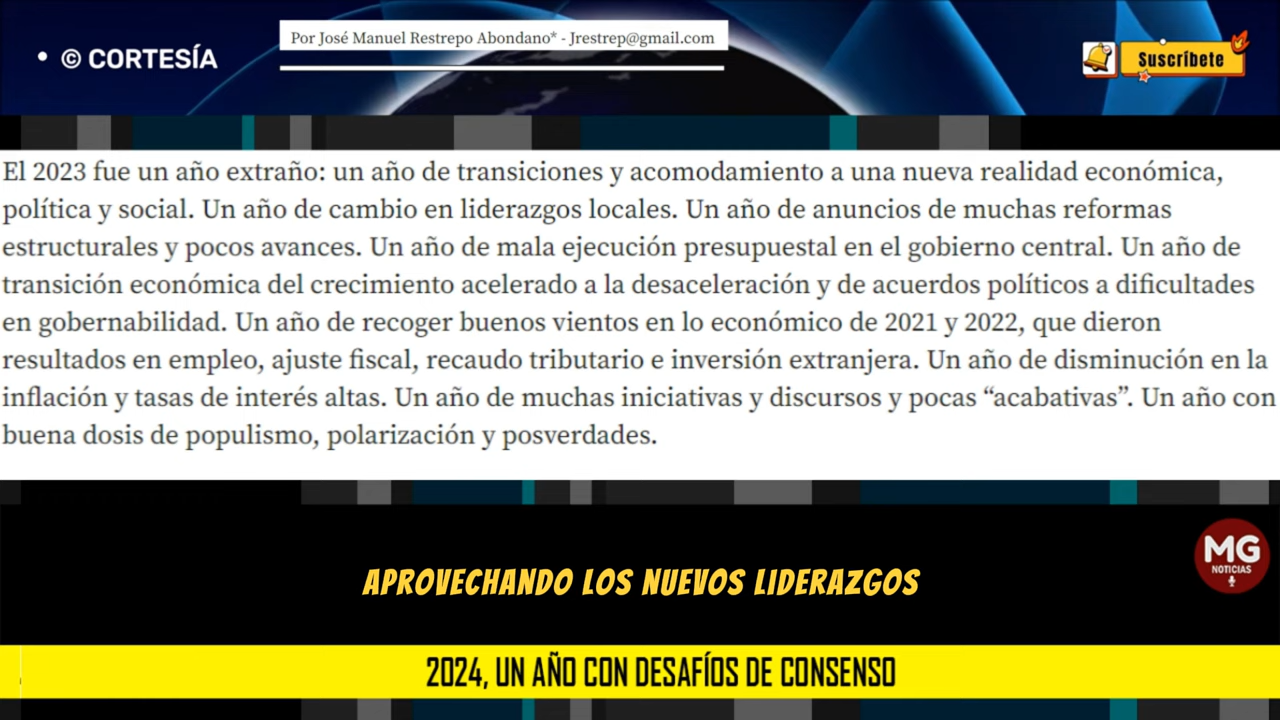 • © CORTESÍA
Por José Manuel Restrepo Abondano* - Jrestrep@gmail.com
Suscríbete
El 2023 fue un año extraño: un año de transiciones y acomodamiento a una nueva realidad económica,
política y social. Un año de cambio en liderazgos locales. Un año de anuncios de muchas reformas
estructurales y pocos avances. Un año de mala ejecución presupuestal en el gobierno central. Un año de
transición económica del crecimiento acelerado a la desaceleración y de acuerdos políticos a dificultades
en gobernabilidad. Un año de recoger buenos vientos en lo económico de 2021 y 2022, que dieron
resultados en empleo, ajuste fiscal, recaudo tributario e inversión extranjera. Un año de disminución en la
inflación y tasas de interés altas. Un año de muchas iniciativas y discursos y pocas “acabativas”. Un año con
buena dosis de populismo, polarización y posverdades.
MG
NOTICIAS
APROVECHANDO LOS NUEVOS LIDERAZGOS
2024, UN AÑO CON DESAFÍOS DE CONSENSO